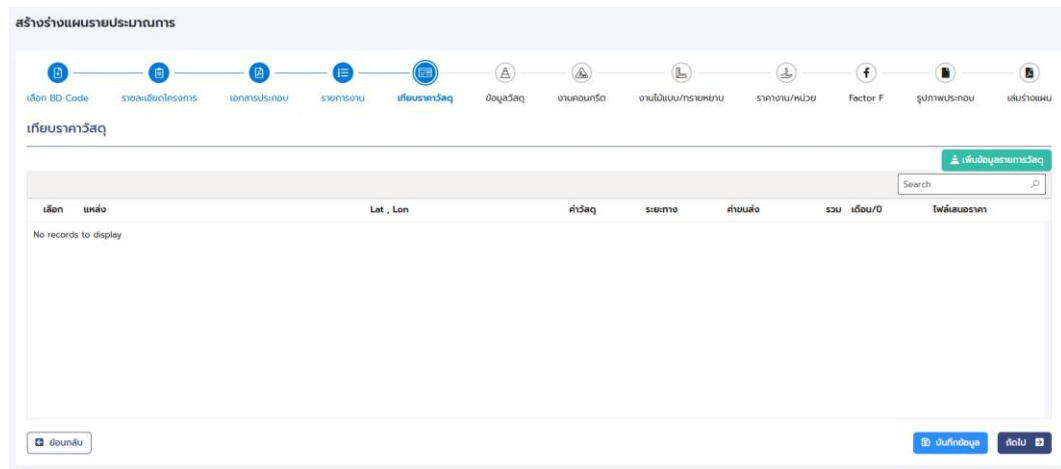 สร้างร่างแผนรายประมาณการ
เลือก BD Code รายละเอียดโครงการ เอกสารประกอบ รายการงาน เทียบราคาวัสดุ ข้อมูลวัสดุ งานคอนกรีต งานไม้แบบ/ทรายหยาบ ราคางาน/หน่วย Factor F รูปภาพประกอบ เล่มร่างแผน
เทียบราคาวัสดุ
เพิ่มข้อมูลรายการวัสดุ
Search
เลือก แหล่ง Lat , Lon ค่าวัสดุ ระยะทาง ค่าขนส่ง รวม เดือน/ปี ไฟล์เสนอราคา
No records to display
ย้อนกลับ บันทึกข้อมูล ถัดไป